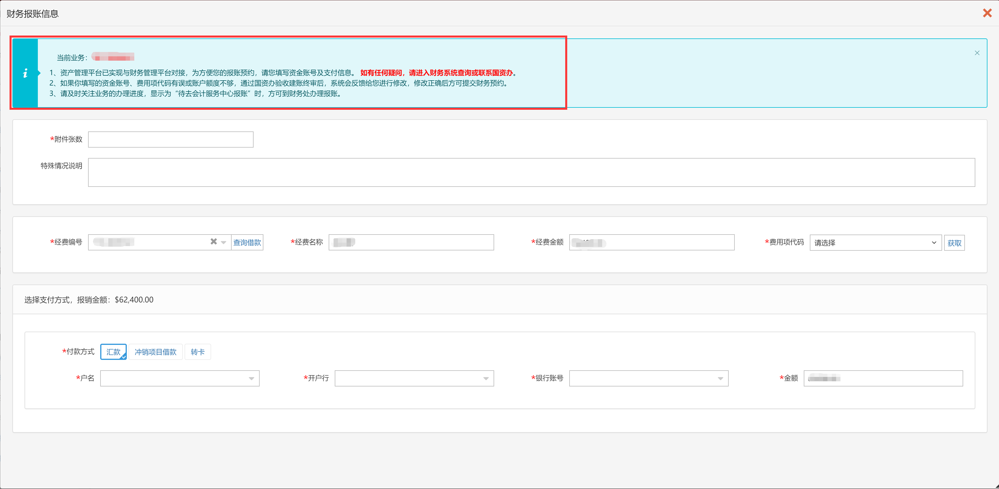 财务报账信息
当前业务：
1、资产管理平台已实现与财务管理平台对接，为方便您的报账预约，请您填写资金账号及支付信息。 如有任何疑问，请进入财务系统查询或联系国资办。
2、如果你填写的资金账号、费用项代码有误或账户额度不够，通过国资办验收建账终审后，系统会反馈给您进行修改，修改正确后方可提交财务预约。
3、请及时关注业务的办理进度，显示为“待去会计服务中心报账”时，方可到财务处办理报账。
*附件张数
特殊情况说明
*经费编号 查询借款 *经费名称 *经费金额 *费用项代码 请选择 获取
选择支付方式，报销金额：$62,400.00
*付款方式 汇款 冲销项目借款 转卡
*户名 *开户行 *银行账号 *金额